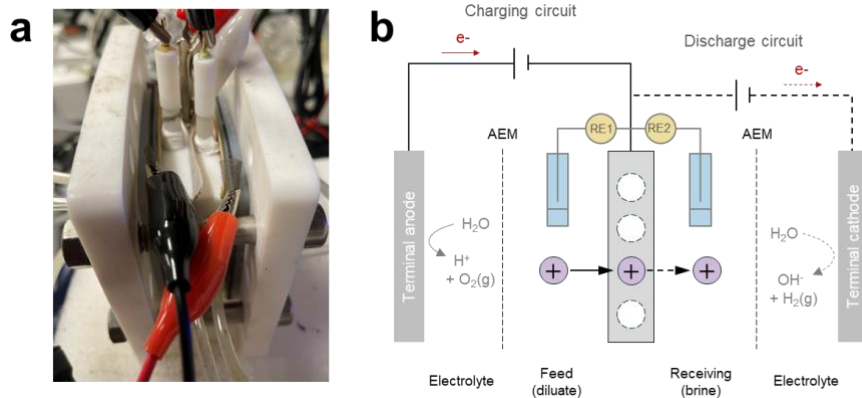 a
b
Charging circuit
e-
Discharge circuit
e-
RE1
RE2
AEM
AEM
Terminal anode
H₂O
H⁺
+ O₂(g)
+
+
+
H₂O
OH⁻
+ H₂(g)
Terminal cathode
Electrolyte
Feed
(diluate)
Receiving
(brine)
Electrolyte